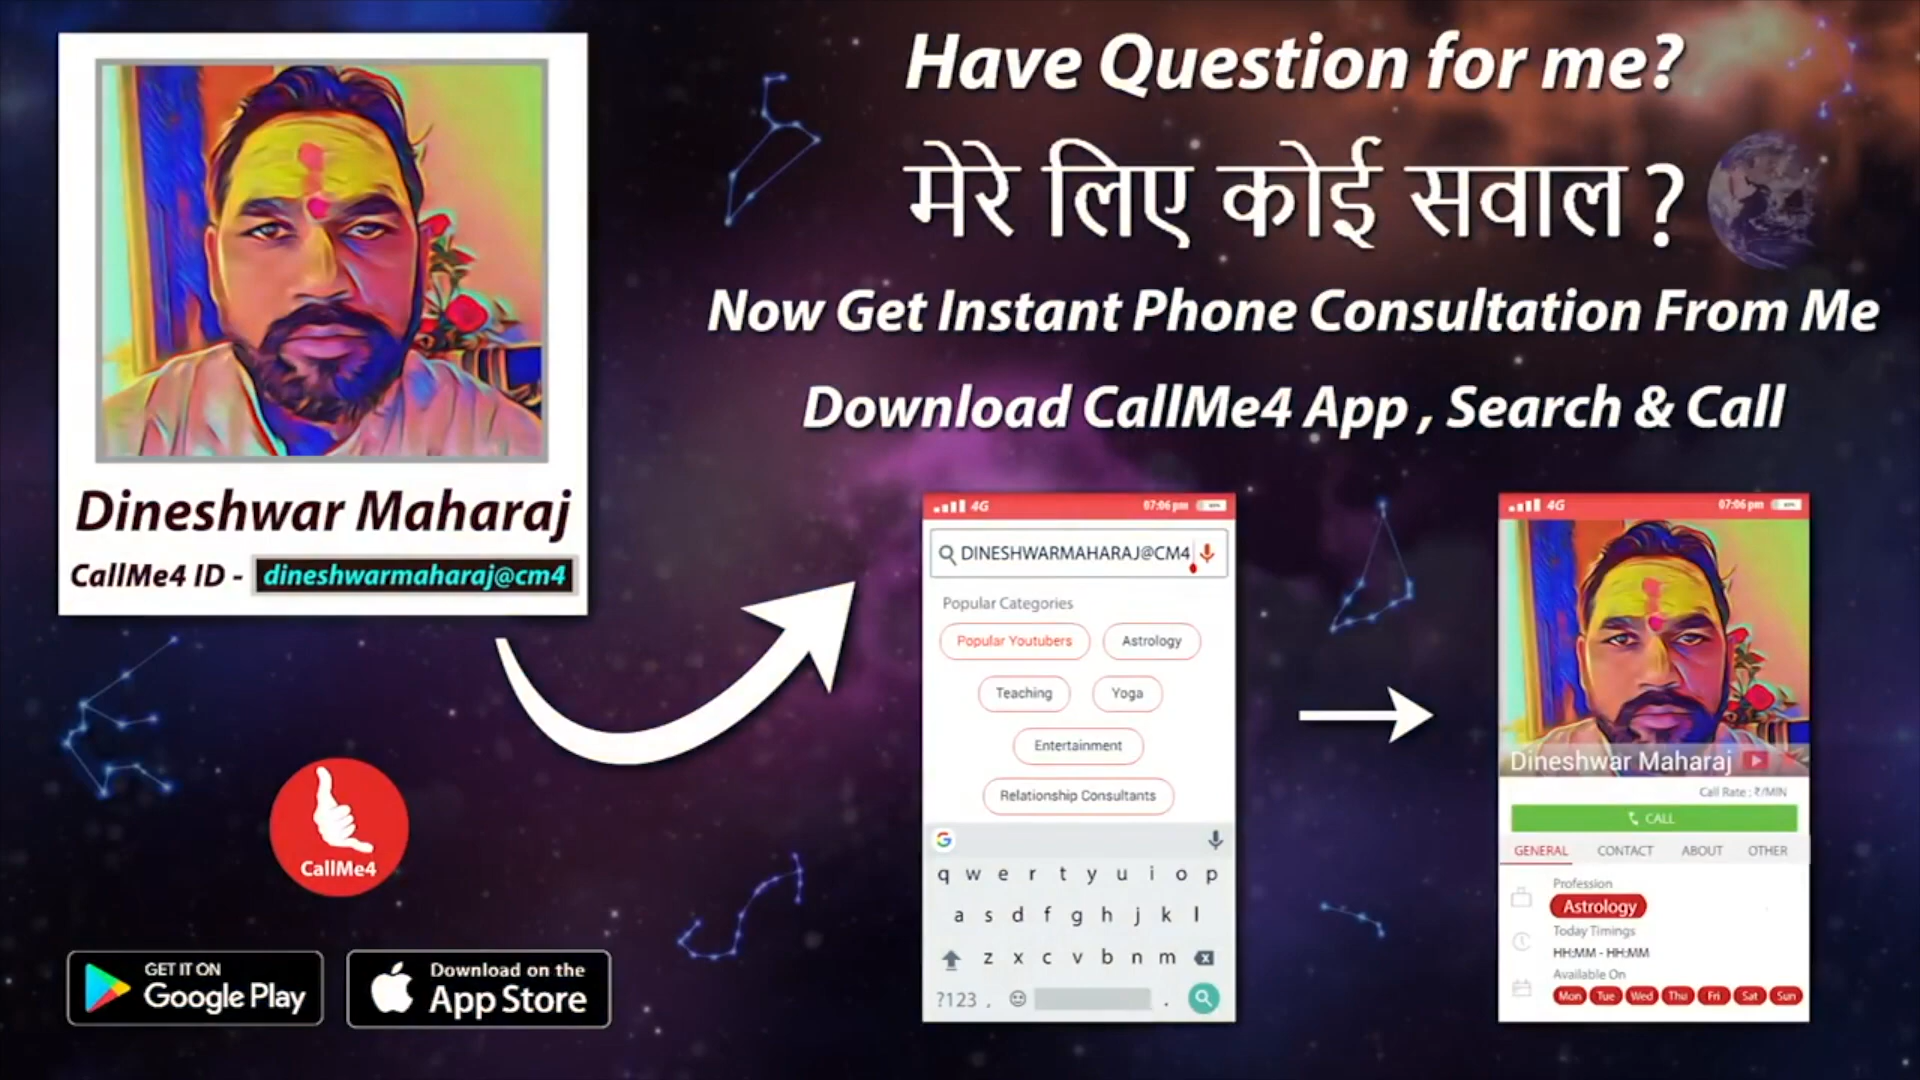 Have Question for me?
मेरे लिए कोई सवाल ?
Now Get Instant Phone Consultation From Me
Download CallMe4 App , Search & Call
Dineshwar Maharaj
CallMe4 ID - dineshwarmaharaj@cm4
CallMe4
GET IT ON
Google Play
Download on the
App Store
4G 07:06 pm
DINESHWARMAHARAJ@CM4
Popular Categories
Popular Youtubers Astrology
Teaching Yoga
Entertainment
Relationship Consultants
G
q w e r t y u i o p
a s d f g h j k l
z x c v b n m
?123 , .
4G 07:06 pm
Dineshwar Maharaj
Call Rate : ₹/MIN
CALL
GENERAL CONTACT ABOUT OTHER
Profession
Astrology
Today Timings
HH:MM - HH:MM
Available On
Mon Tue Wed Thu Fri Sat Sun